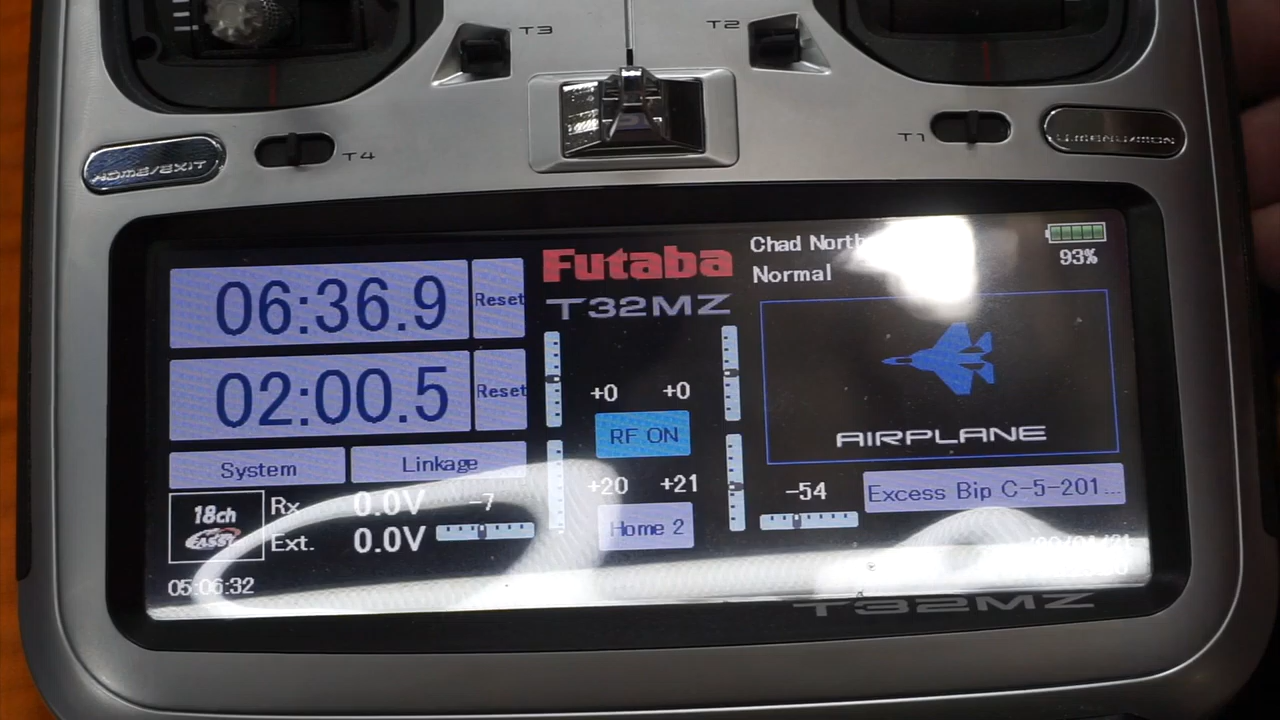 T3
T2
HOME/EXIT
T4
T1
U.MENU/MON.
06:36.9
Reset
02:00.5
Reset
System
Linkage
18ch
FASST
Rx
0.0V
Ext.
0.0V
-7
05:06:32
Futaba
T32MZ
+0
+0
RF ON
+20
+21
Home 2
Chad North
Normal
93%
AIRPLANE
-54
Excess Bip C-5-201...
T32MZ